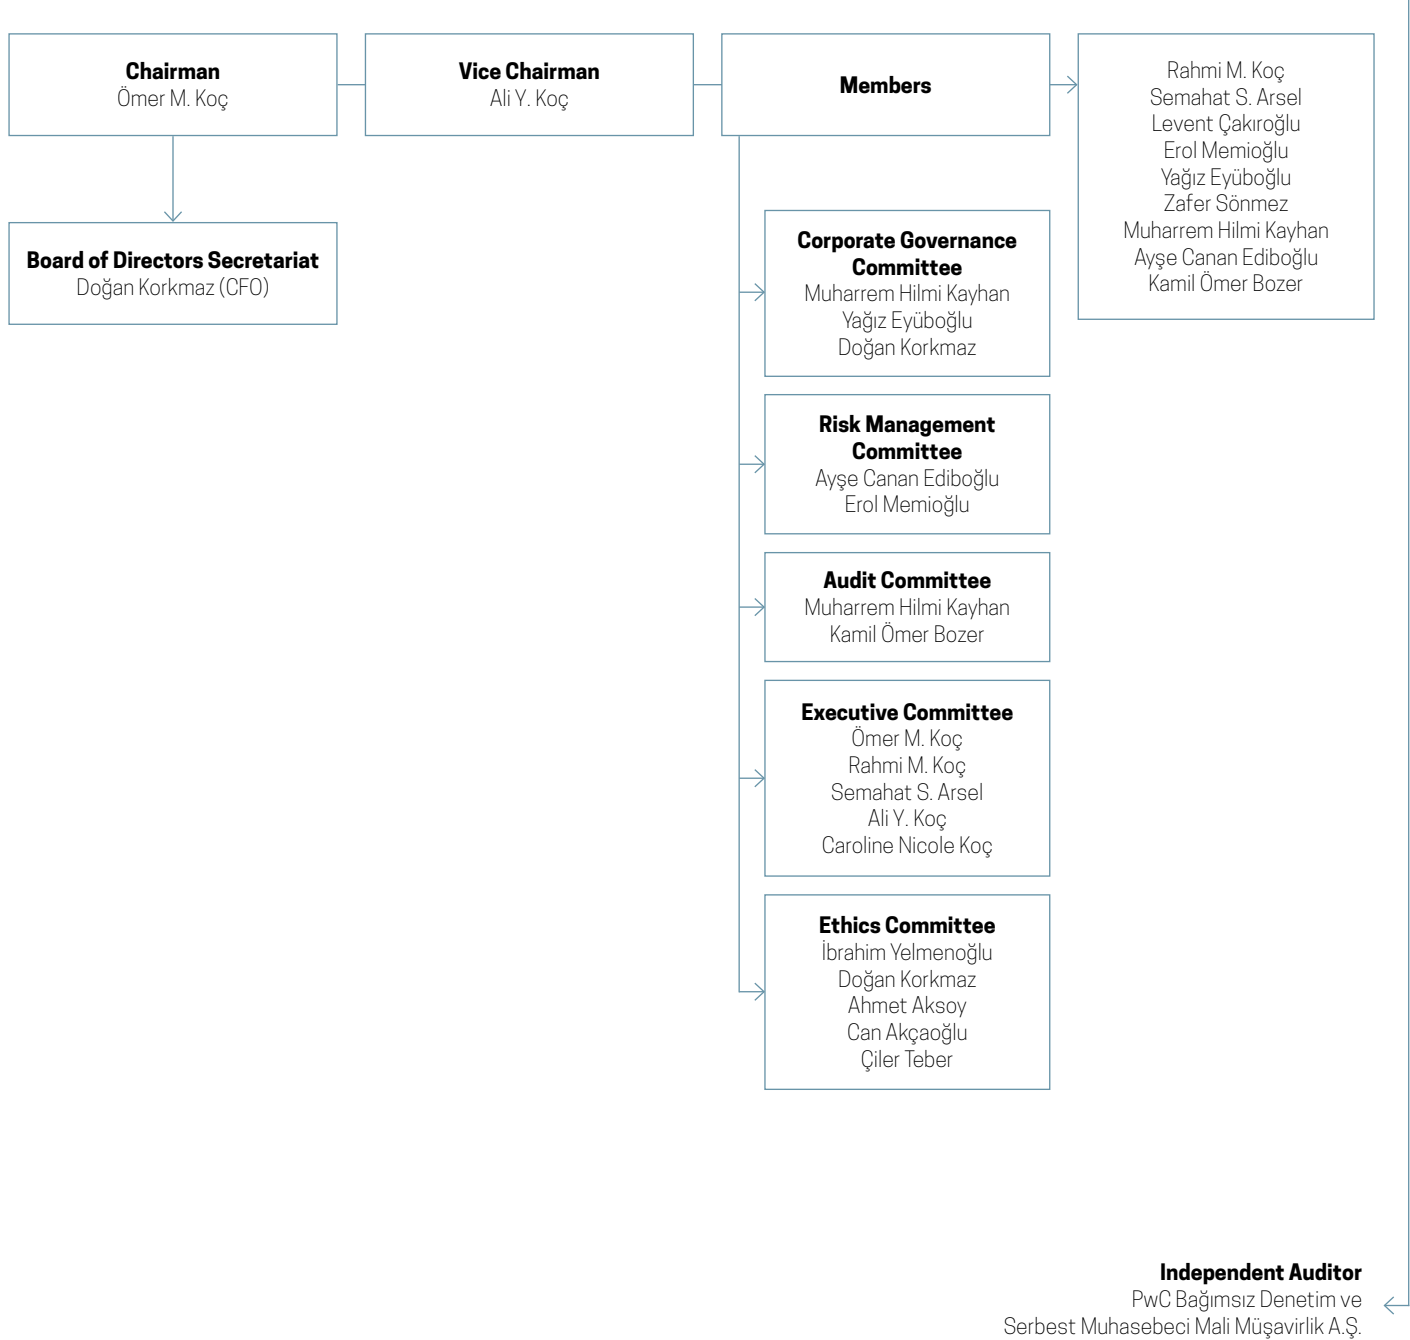 Chairman
Ömer M. Koç
Vice Chairman
Ali Y. Koç
Members
Rahmi M. Koç
Semahat S. Arsel
Levent Çakıroğlu
Erol Memioğlu
Yağız Eyüboğlu
Zafer Sönmez
Muharrem Hilmi Kayhan
Ayşe Canan Ediboğlu
Kamil Ömer Bozer
Board of Directors Secretariat
Doğan Korkmaz (CFO)
Corporate Governance
Committee
Muharrem Hilmi Kayhan
Yağız Eyüboğlu
Doğan Korkmaz
Risk Management
Committee
Ayşe Canan Ediboğlu
Erol Memioğlu
Audit Committee
Muharrem Hilmi Kayhan
Kamil Ömer Bozer
Executive Committee
Ömer M. Koç
Rahmi M. Koç
Semahat S. Arsel
Ali Y. Koç
Caroline Nicole Koç
Ethics Committee
İbrahim Yelmenoğlu
Doğan Korkmaz
Ahmet Aksoy
Can Akçaoğlu
Çiler Teber
Independent Auditor
PwC Bağımsız Denetim ve
Serbest Muhasebeci Mali Müşavirlik A.Ş.